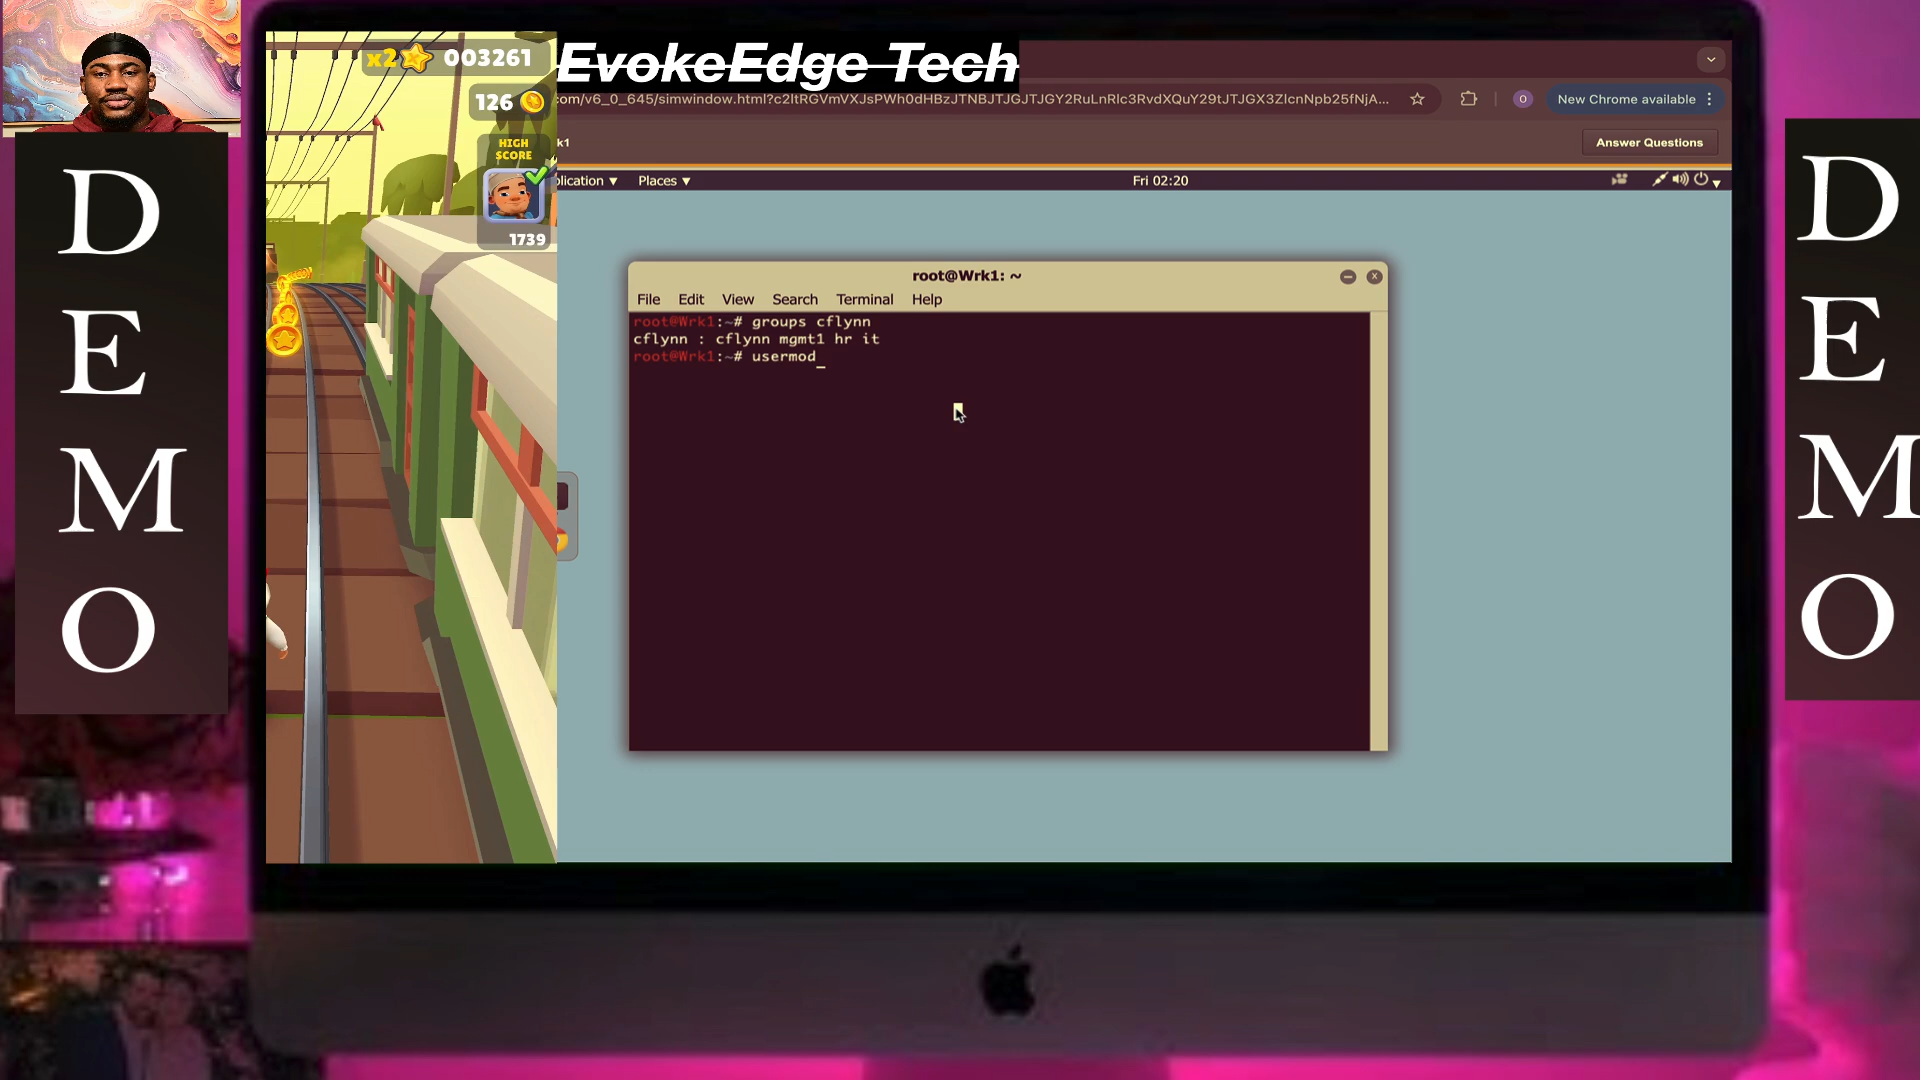 x2 003261
126
HIGH
SCORE
1739
EvokeEdge Tech
com/v6_0_645/simwindow.html?
New Chrome available
k1
Answer Questions
plication ▼ Places ▼
Fri 02:20
root@Wrk1: ~
File Edit View Search Terminal Help
root@Wrk1:~# groups cflynn
cflynn : cflynn mgmt1 hr it
root@Wrk1:~# usermod_
D
E
M
O
D
E
M
O